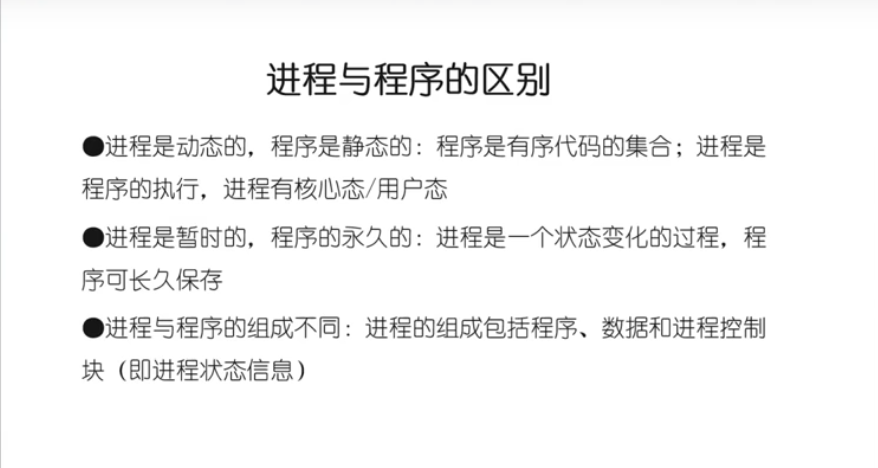 进程与程序的区别
●进程是动态的，程序是静态的：程序是有序代码的集合；进程是
程序的执行，进程有核心态/用户态
●进程是暂时的，程序的永久的：进程是一个状态变化的过程，程
序可长久保存
●进程与程序的组成不同：进程的组成包括程序、数据和进程控制
块（即进程状态信息）